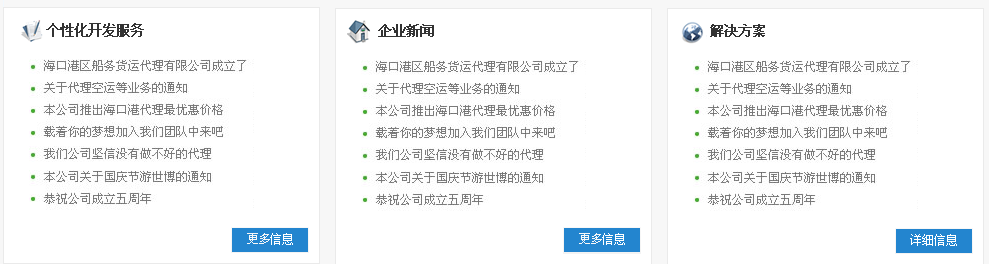 个性化开发服务
海口港区船务货运代理有限公司成立了
关于代理空运等业务的通知
本公司推出海口港代理最优惠价格
载着你的梦想加入我们团队中来吧
我们公司坚信没有做不好的代理
本公司关于国庆节游世博的通知
恭祝公司成立五周年
更多信息
企业新闻
海口港区船务货运代理有限公司成立了
关于代理空运等业务的通知
本公司推出海口港代理最优惠价格
载着你的梦想加入我们团队中来吧
我们公司坚信没有做不好的代理
本公司关于国庆节游世博的通知
恭祝公司成立五周年
更多信息
解决方案
海口港区船务货运代理有限公司成立了
关于代理空运等业务的通知
本公司推出海口港代理最优惠价格
载着你的梦想加入我们团队中来吧
我们公司坚信没有做不好的代理
本公司关于国庆节游世博的通知
恭祝公司成立五周年
详细信息